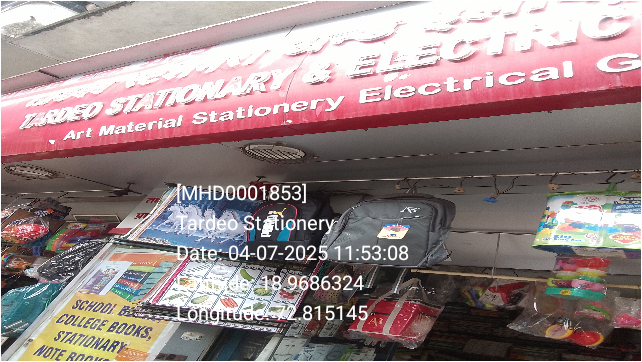 TARDEO STATIONARY & ELECTRIC
Art Material Stationery Electrical G
[MHD0001853]
Tardeo Stationery
Date: 04-07-2025 11:53:08
Latitude: 18.9686324
Longitude: 72.815145
SCHOOL B
COLLEGE BOOKS,
STATIONERY
NOTE BOOKS